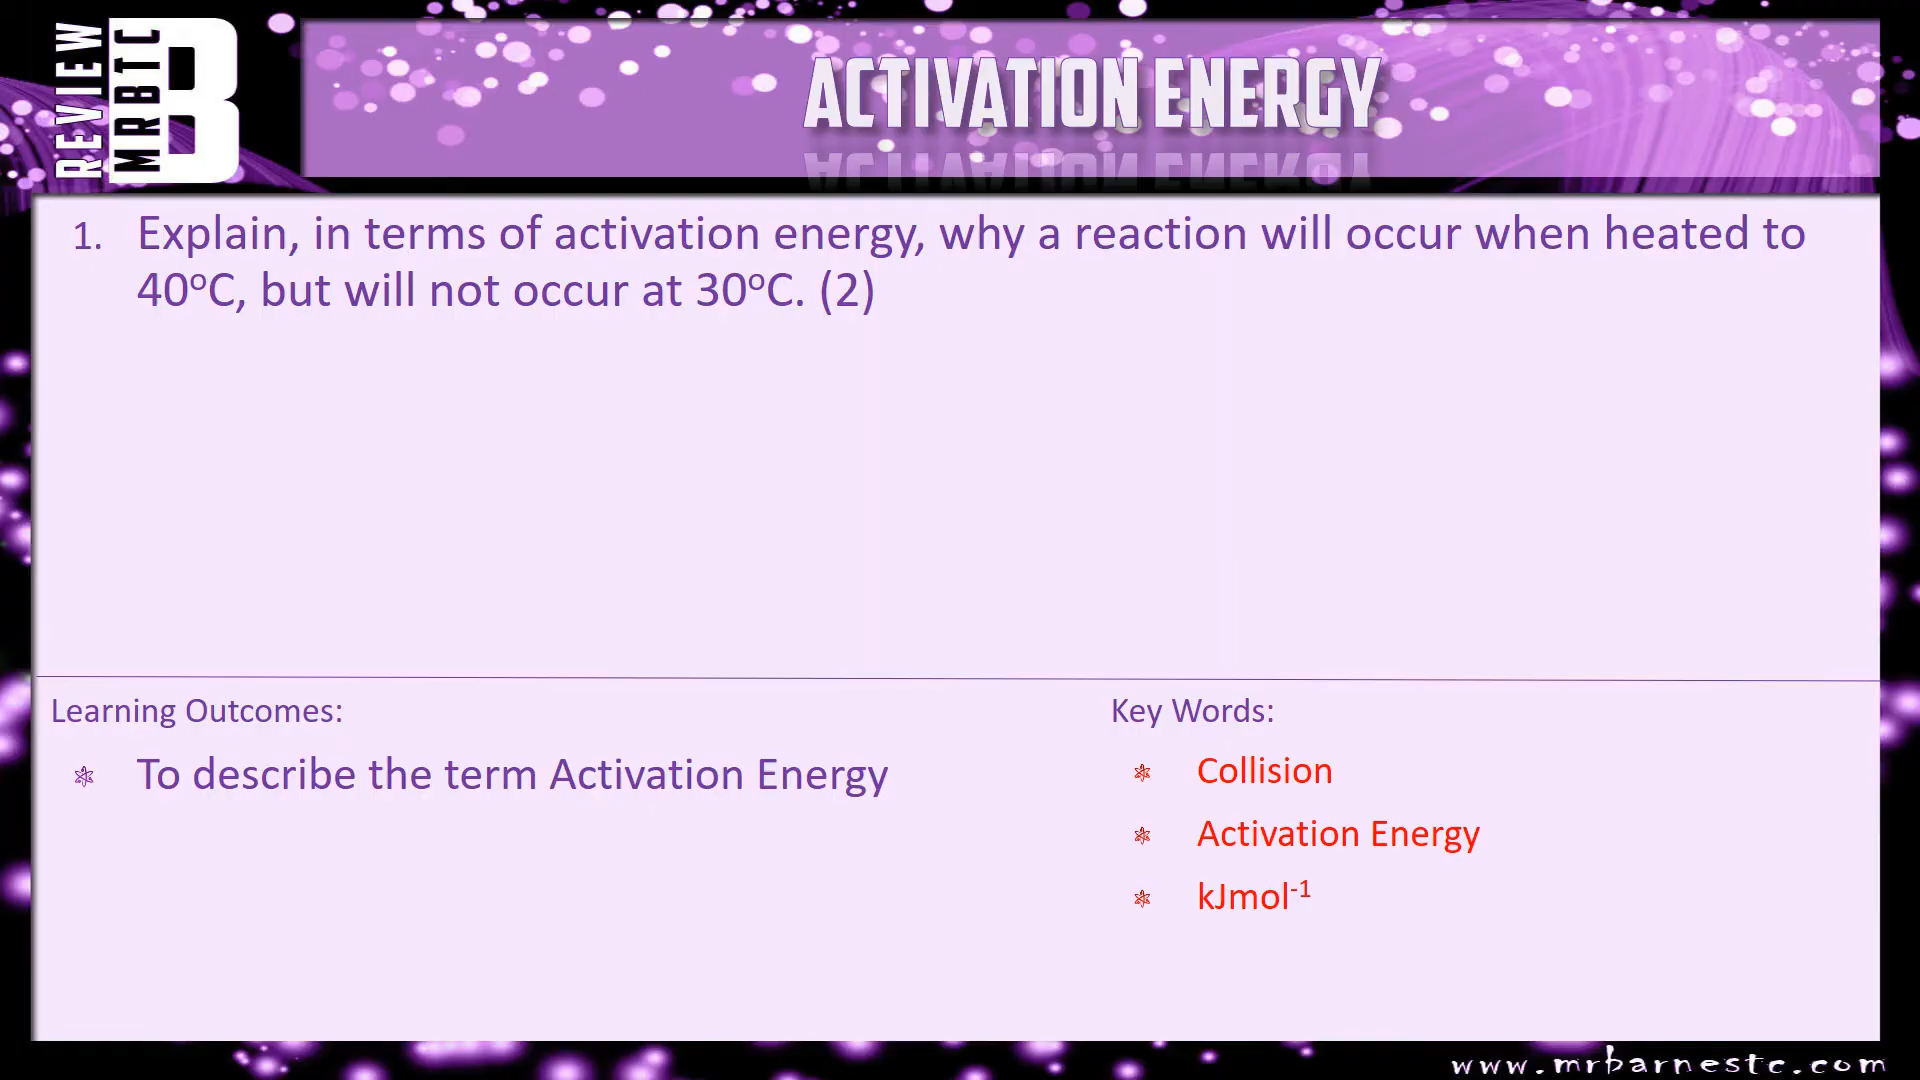 REVIEW
MRBTC
B
ACTIVATION ENERGY
1. Explain, in terms of activation energy, why a reaction will occur when heated to
40°C, but will not occur at 30°C. (2)
Learning Outcomes:
To describe the term Activation Energy
Key Words:
Collision
Activation Energy
kJmol⁻¹
www.mrbarnestc.com